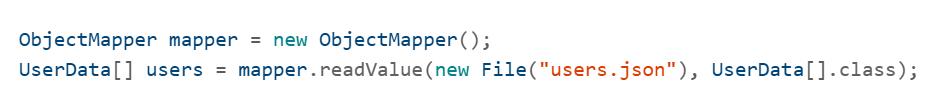 ObjectMapper mapper = new ObjectMapper();
UserData[] users = mapper.readValue(new File("users.json"), UserData[].class);